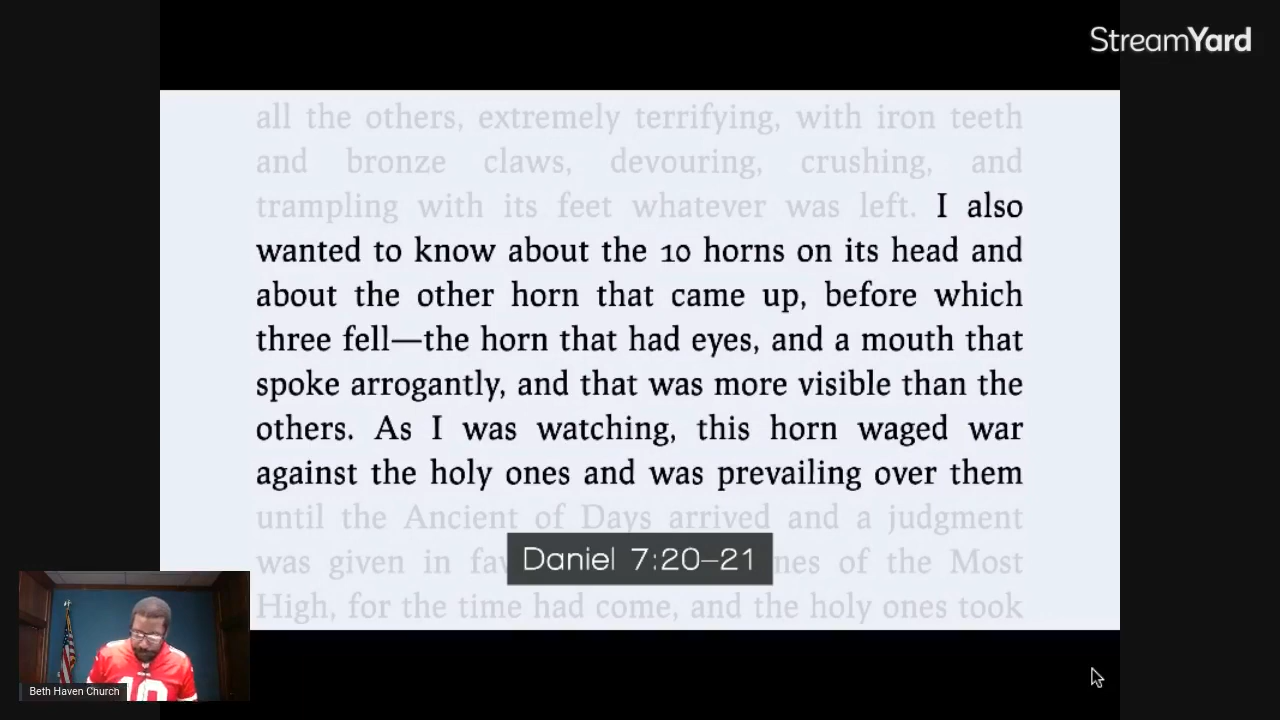 StreamYard
all the others, extremely terrifying, with iron teeth
and bronze claws, devouring, crushing, and
trampling with its feet whatever was left. I also
wanted to know about the 10 horns on its head and
about the other horn that came up, before which
three fell—the horn that had eyes, and a mouth that
spoke arrogantly, and that was more visible than the
others. As I was watching, this horn waged war
against the holy ones and was prevailing over them
until the Ancient of Days arrived and a judgment
was given in of the Most
Daniel 7:20–21
High, for the time had come, and the holy ones took
Beth Haven Church